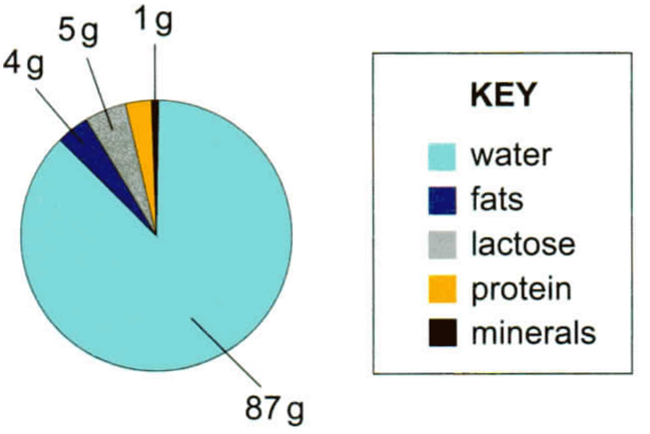 1 g
5 g
4 g
87 g
KEY
water
fats
lactose
protein
minerals